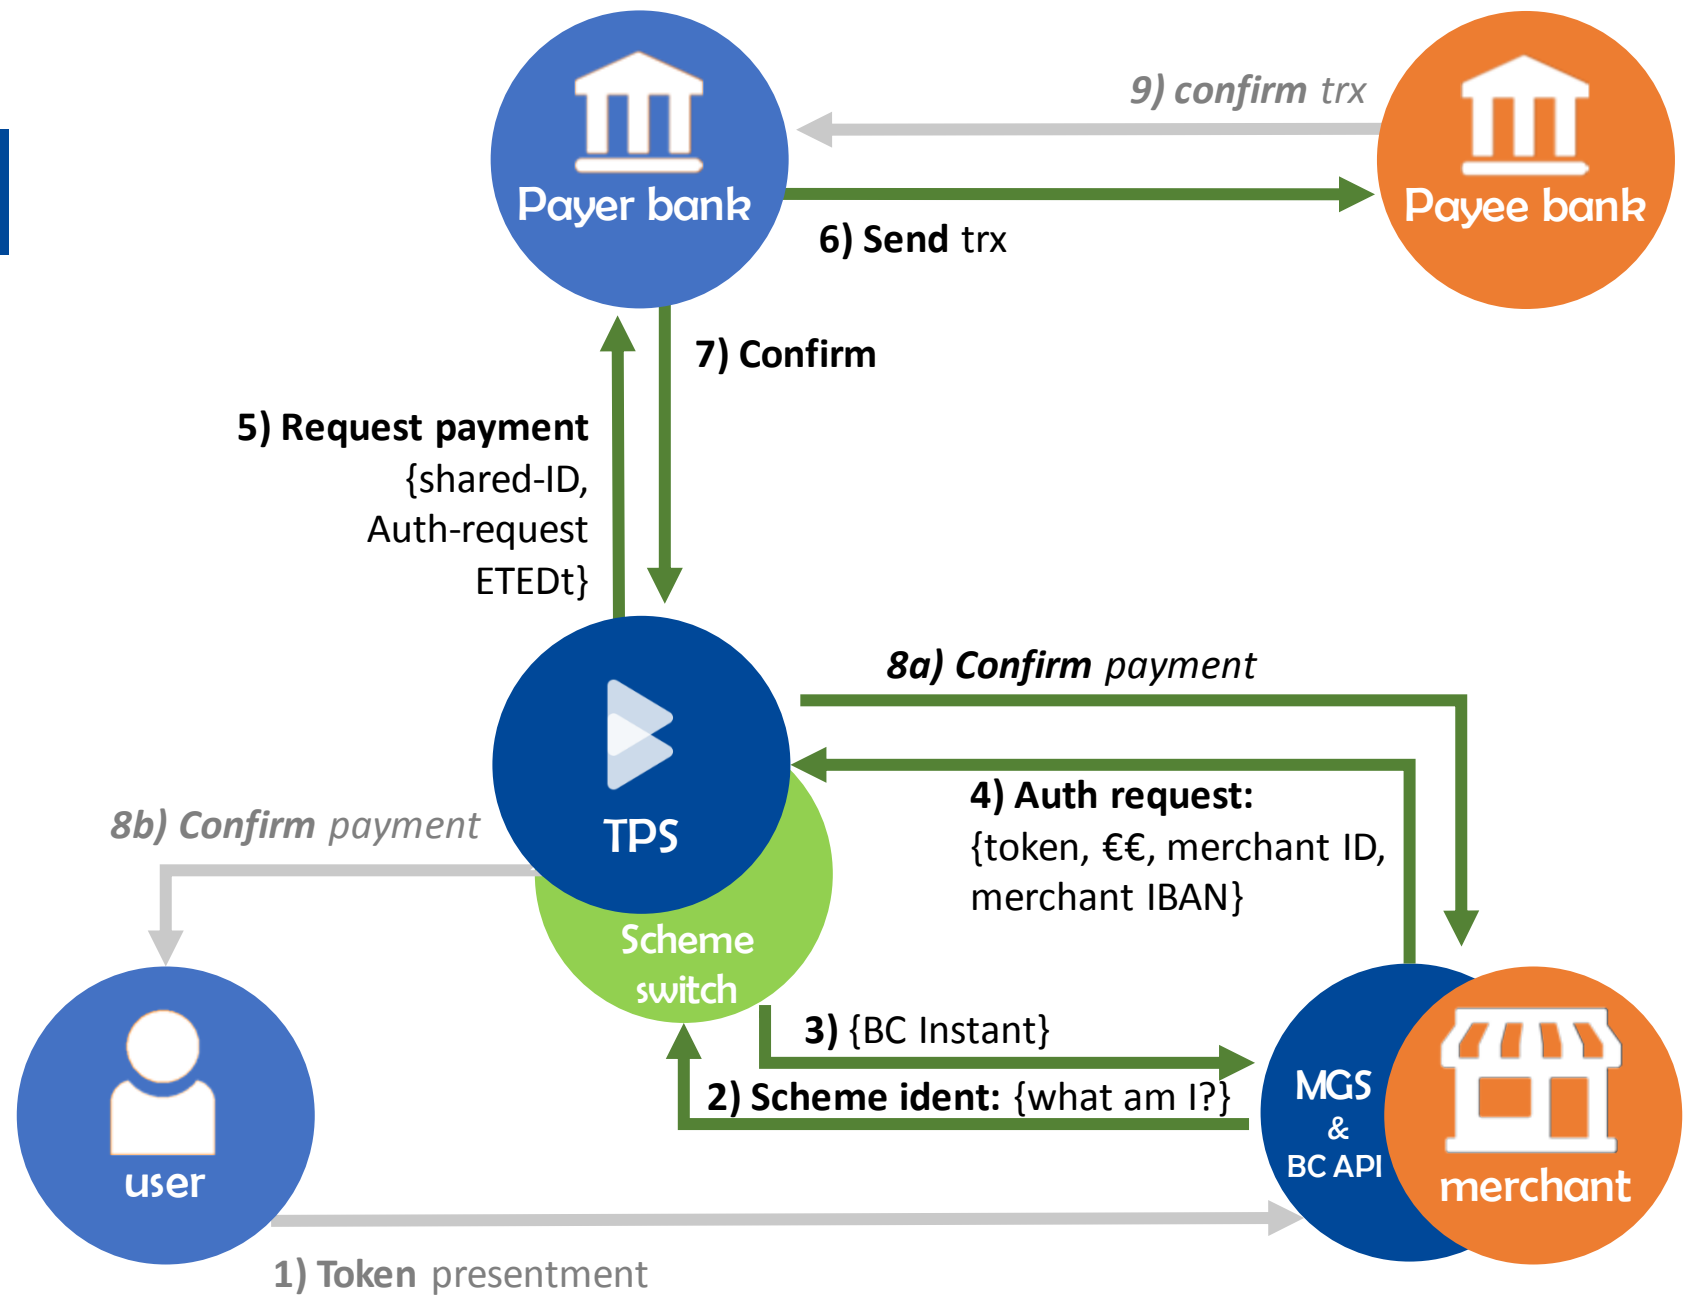 9) confirm trx
Payer bank
Payee bank
6) Send trx
7) Confirm
5) Request payment
{shared-ID,
Auth-request
ETEDt}
8a) Confirm payment
4) Auth request:
{token, €€, merchant ID,
merchant IBAN}
8b) Confirm payment
TPS
Scheme
switch
3) {BC Instant}
2) Scheme ident: {what am I?}
MGS
&
BC API
merchant
user
1) Token presentment